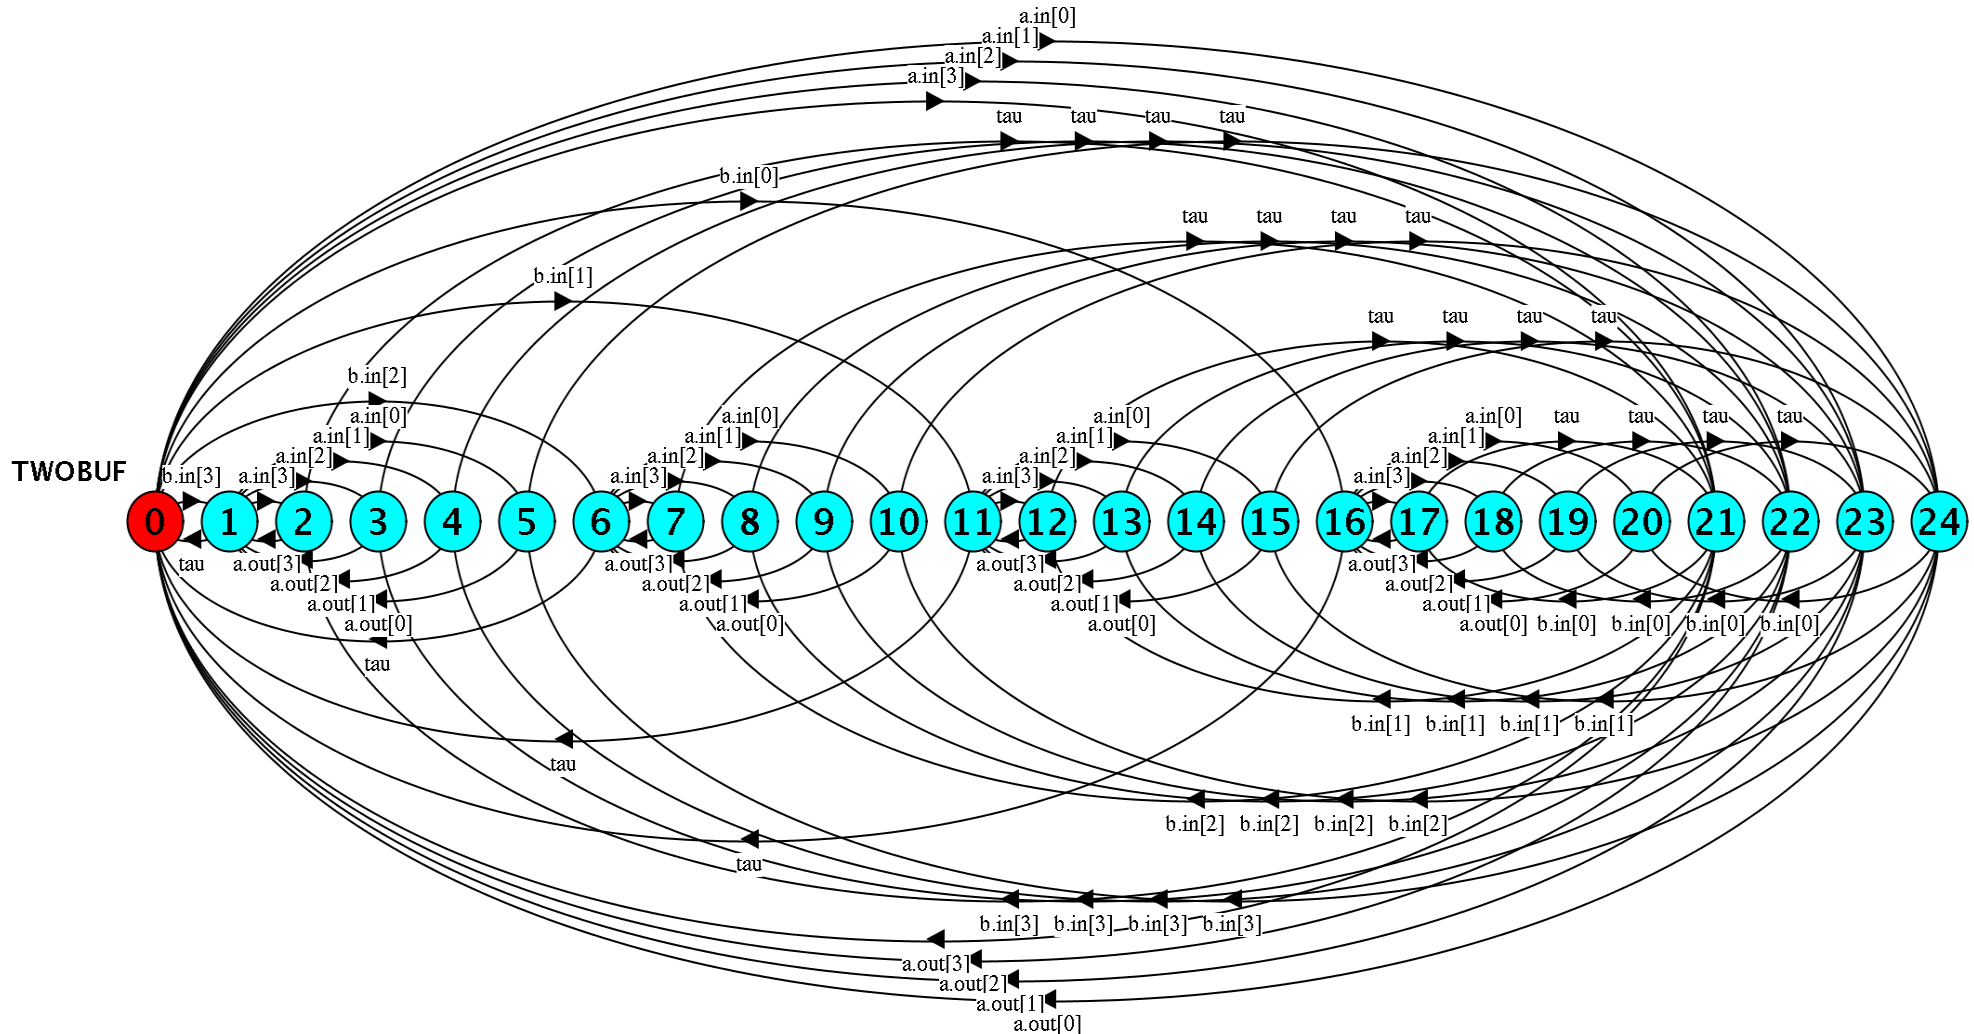 a.in[0]
a.in[1]
a.in[2]
a.in[3]
tau tau tau tau
b.in[0]
tau tau tau tau
b.in[1]
tau tau tau tau
b.in[2]
a.in[0] a.in[0] a.in[0] a.in[0] tau tau tau tau
a.in[1] a.in[1] a.in[1] a.in[1]
a.in[2] a.in[2] a.in[2] a.in[2]
TWOBUF b.in[3] a.in[3] a.in[3] a.in[3] a.in[3]
0 1 2 3 4 5 6 7 8 9 10 11 12 13 14 15 16 17 18 19 20 21 22 23 24
tau a.out[3] a.out[3] a.out[3] a.out[3]
a.out[2] a.out[2] a.out[2] a.out[2]
a.out[1] a.out[1] a.out[1] a.out[1]
a.out[0] a.out[0] a.out[0] a.out[0] b.in[0] b.in[0] b.in[0] b.in[0]
tau
b.in[1] b.in[1] b.in[1] b.in[1]
tau
b.in[2] b.in[2] b.in[2] b.in[2]
tau
b.in[3] b.in[3] b.in[3] b.in[3]
a.out[3]
a.out[2]
a.out[1]
a.out[0]